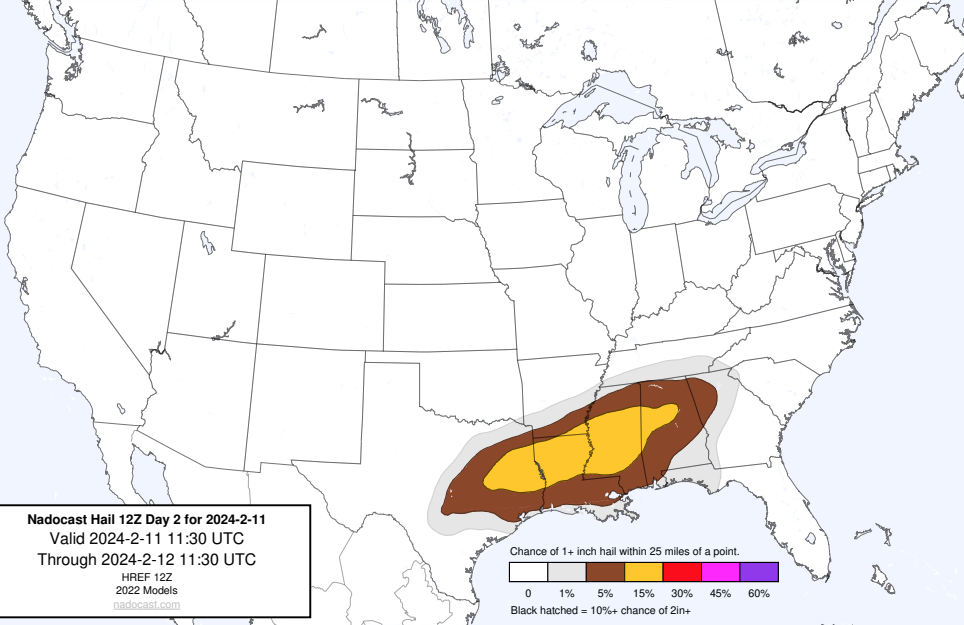 Nadocast Hail 12Z Day 2 for 2024-2-11
Valid 2024-2-11 11:30 UTC
Through 2024-2-12 11:30 UTC
HREF 12Z
2022 Models
nadocast.com
Chance of 1+ inch hail within 25 miles of a point.
0 1% 5% 15% 30% 45% 60%
Black hatched = 10%+ chance of 2in+